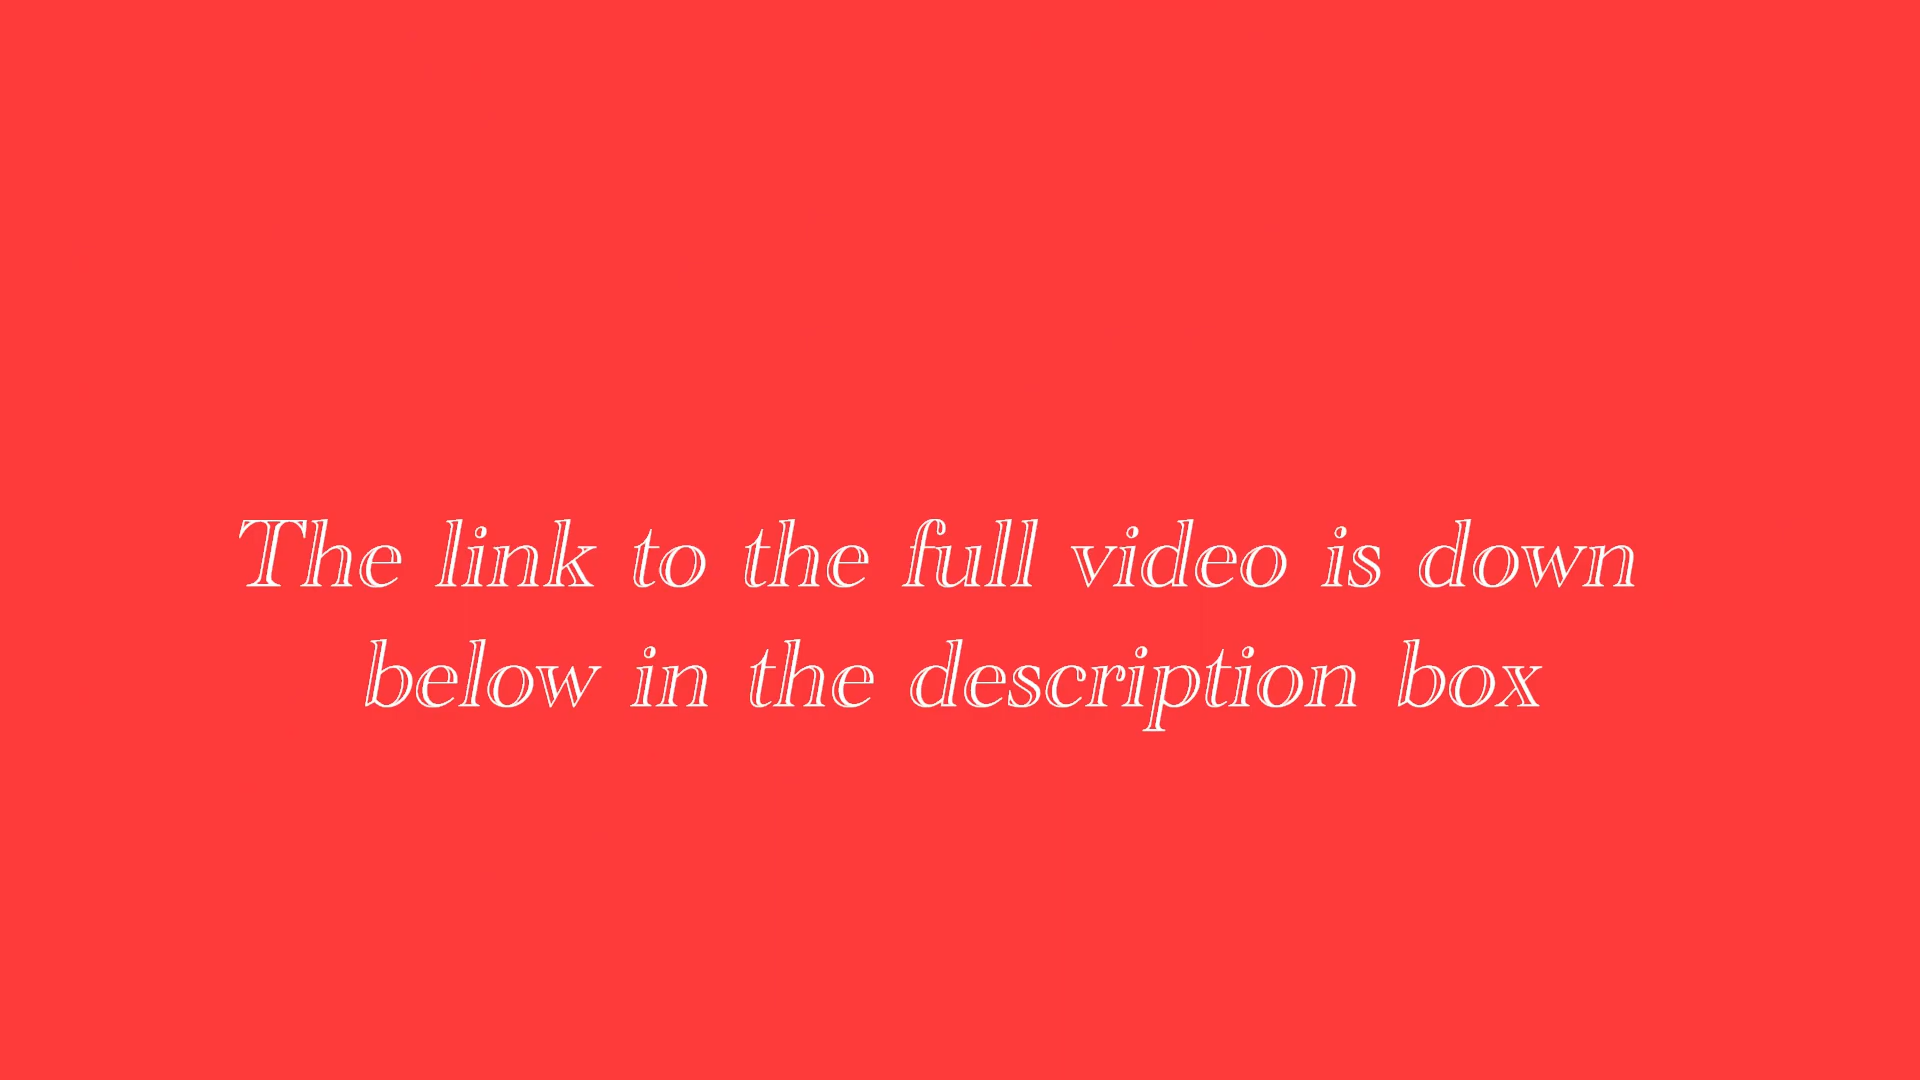 The link to the full video is down
below in the description box